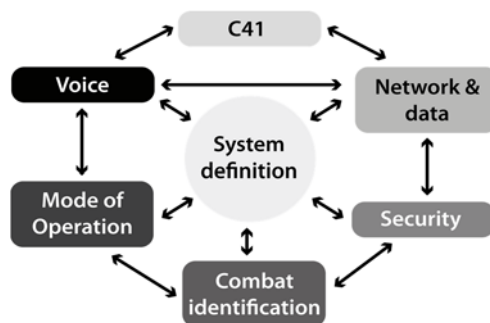 C41
Voice
Network &
data
System
definition
Mode of
Operation
Security
Combat
identification